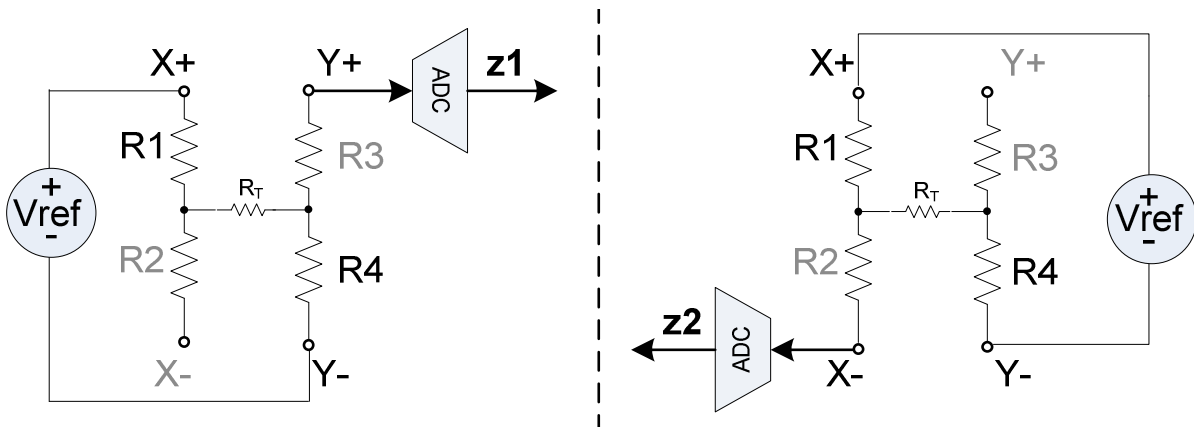 X+
Y+
ADC
z1
R1
R3
+
Vref
-
RT
R2
R4
X-
Y-
X+
Y+
R1
R3
RT
+
Vref
-
R2
R4
z2
ADC
X-
Y-